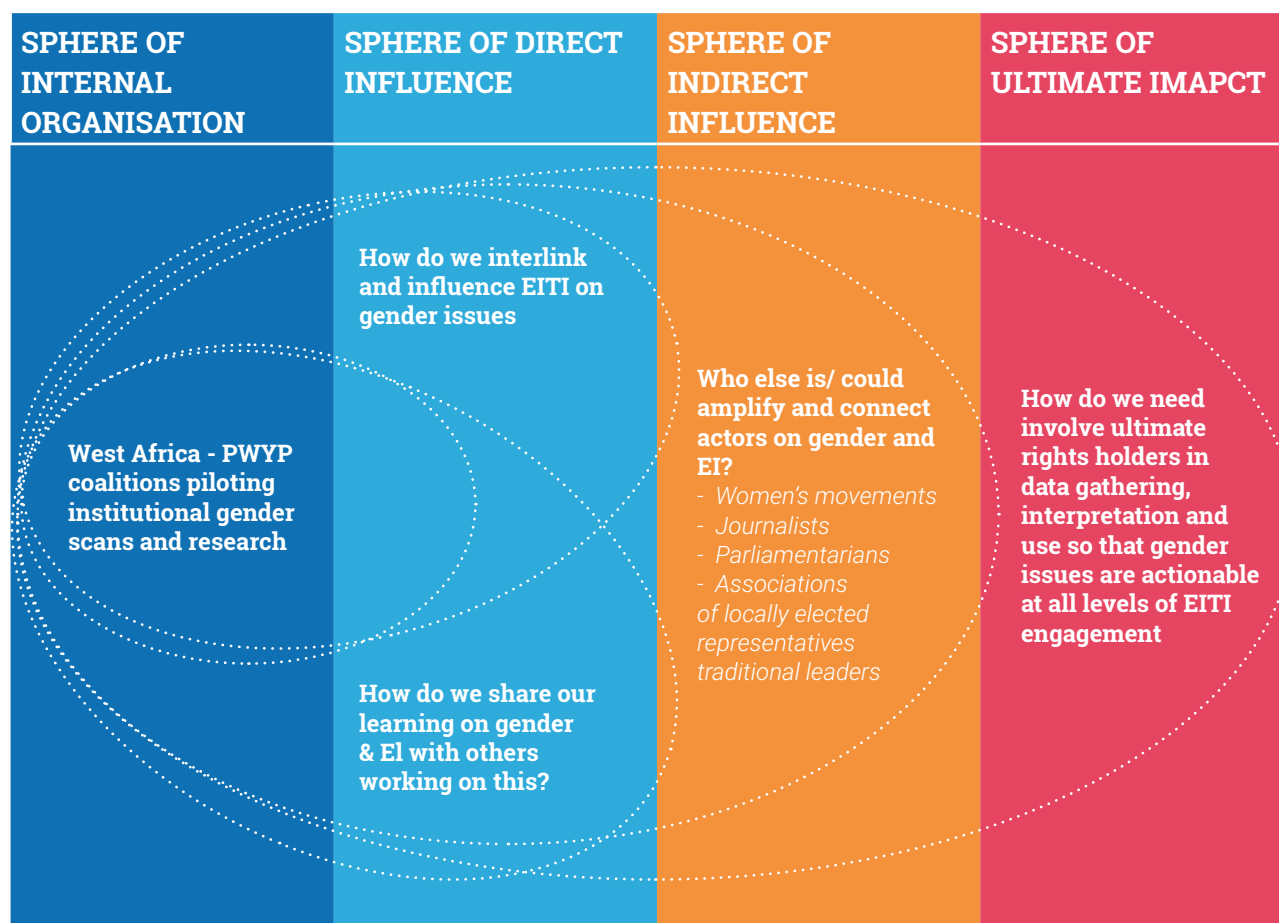 SPHERE OF
INTERNAL
ORGANISATION
SPHERE OF DIRECT
INFLUENCE
SPHERE OF
INDIRECT
INFLUENCE
SPHERE OF
ULTIMATE IMAPCT
West Africa - PWYP
coalitions piloting
institutional gender
scans and research
How do we interlink
and influence EITI on
gender issues
How do we share our
learning on gender
& El with others
working on this?
Who else is/ could
amplify and connect
actors on gender and
EI?
- Women's movements
- Journalists
- Parliamentarians
- Associations
of locally elected
representatives
traditional leaders
How do we need
involve ultimate
rights holders in
data gathering,
interpretation and
use so that gender
issues are actionable
at all levels of EITI
engagement